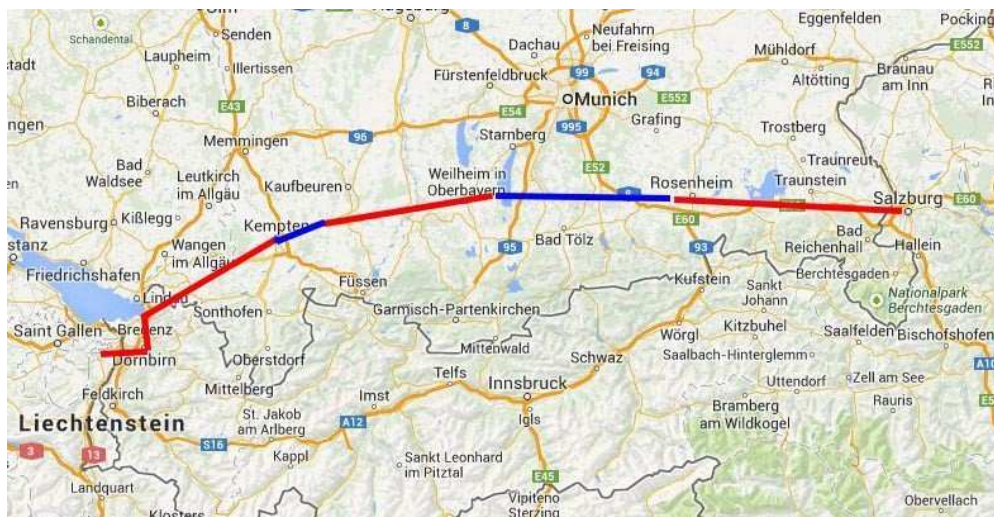 Augsburg
Ulm
Senden
Schandental
Laupheim
Illertissen
Biberach
E43
Memmingen
8
Dachau
Neufahrn
bei Freising
Fürstenfeldbruck
99
94
E54
Munich
E552
96
995
Starnberg
Grafing
Eggenfelden
Pocking
E552
Mühldorf
Altötting
Braunau
am Inn
Trostberg
Bad
Waldsee
Leutkirch
im Allgäu
Kaufbeuren
Weilheim in
Oberbayern
E52
8
Rosenheim
Traunreut
Traunstein
Salzburg
E60
Ravensburg
Kißlegg
Kempten
Wangen
im Allgäu
95
Bad Tölz
E60
93
Bad
Reichenhall
Hallein
Friedrichshafen
Lindau
Füssen
Kufstein
Berchtesgaden
Sonthofen
Garmisch-Partenkirchen
Sankt
Johann
Nationalpark
Berchtesgaden
Saint Gallen
Bregenz
Mittenwald
Wörgl
Kitzbuhel
Saalfelden
Bischofshofen
Dornbirn
Oberstdorf
Schwaz
Saalbach-Hinterglemm
A10
Feldkirch
Mittelberg
Telfs
Innsbruck
Uttendorf
Zell am See
Liechtenstein
St. Jakob
am Arlberg
Imst
A12
Igls
Bramberg
am Wildkogel
Rauris
3
13
S16
Kappl
Sankt Leonhard
im Pitztal
E45
Landquart
Vipiteno
Sterzing
Obervellach
Klosters